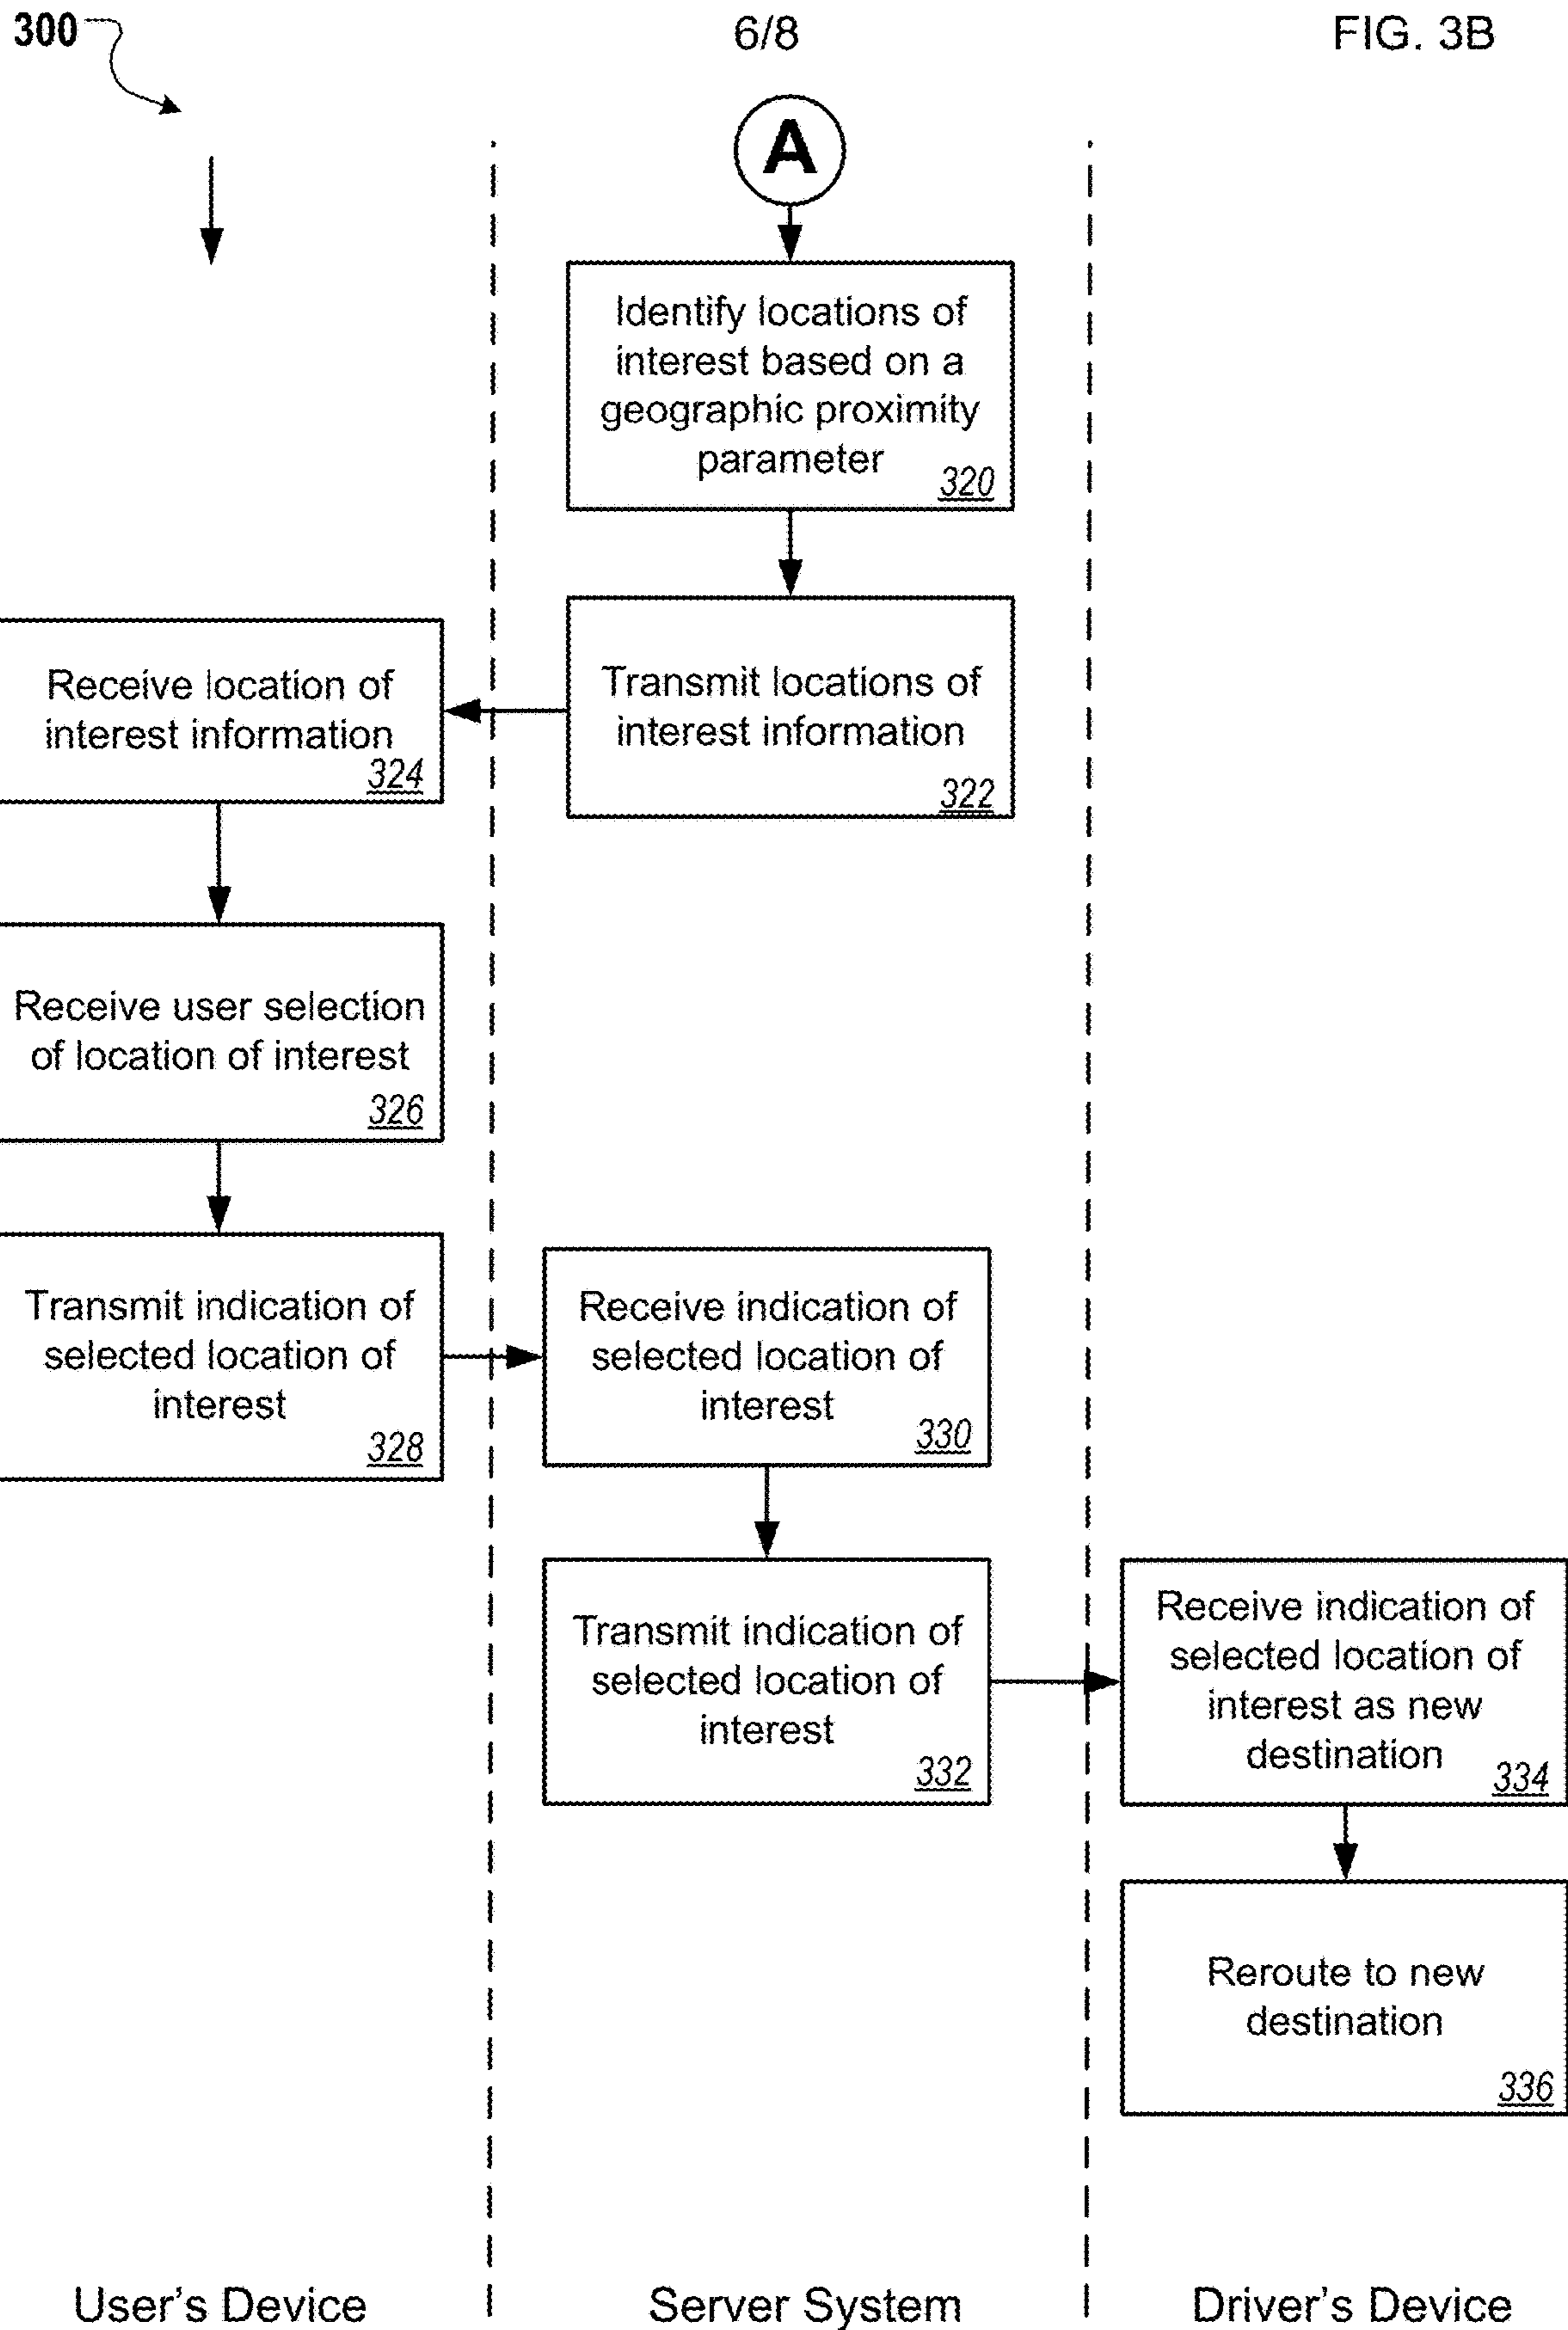 300
6/8
FIG. 3B
A
Identify locations of
interest based on a
geographic proximity
parameter
320
Transmit locations of
interest information
322
Receive location of
interest information
324
Receive user selection
of location of interest
326
Transmit indication of
selected location of
interest
328
Receive indication of
selected location of
interest
330
Transmit indication of
selected location of
interest
332
Receive indication of
selected location of
interest as new
destination
334
Reroute to new
destination
336
User's Device
Server System
Driver's Device